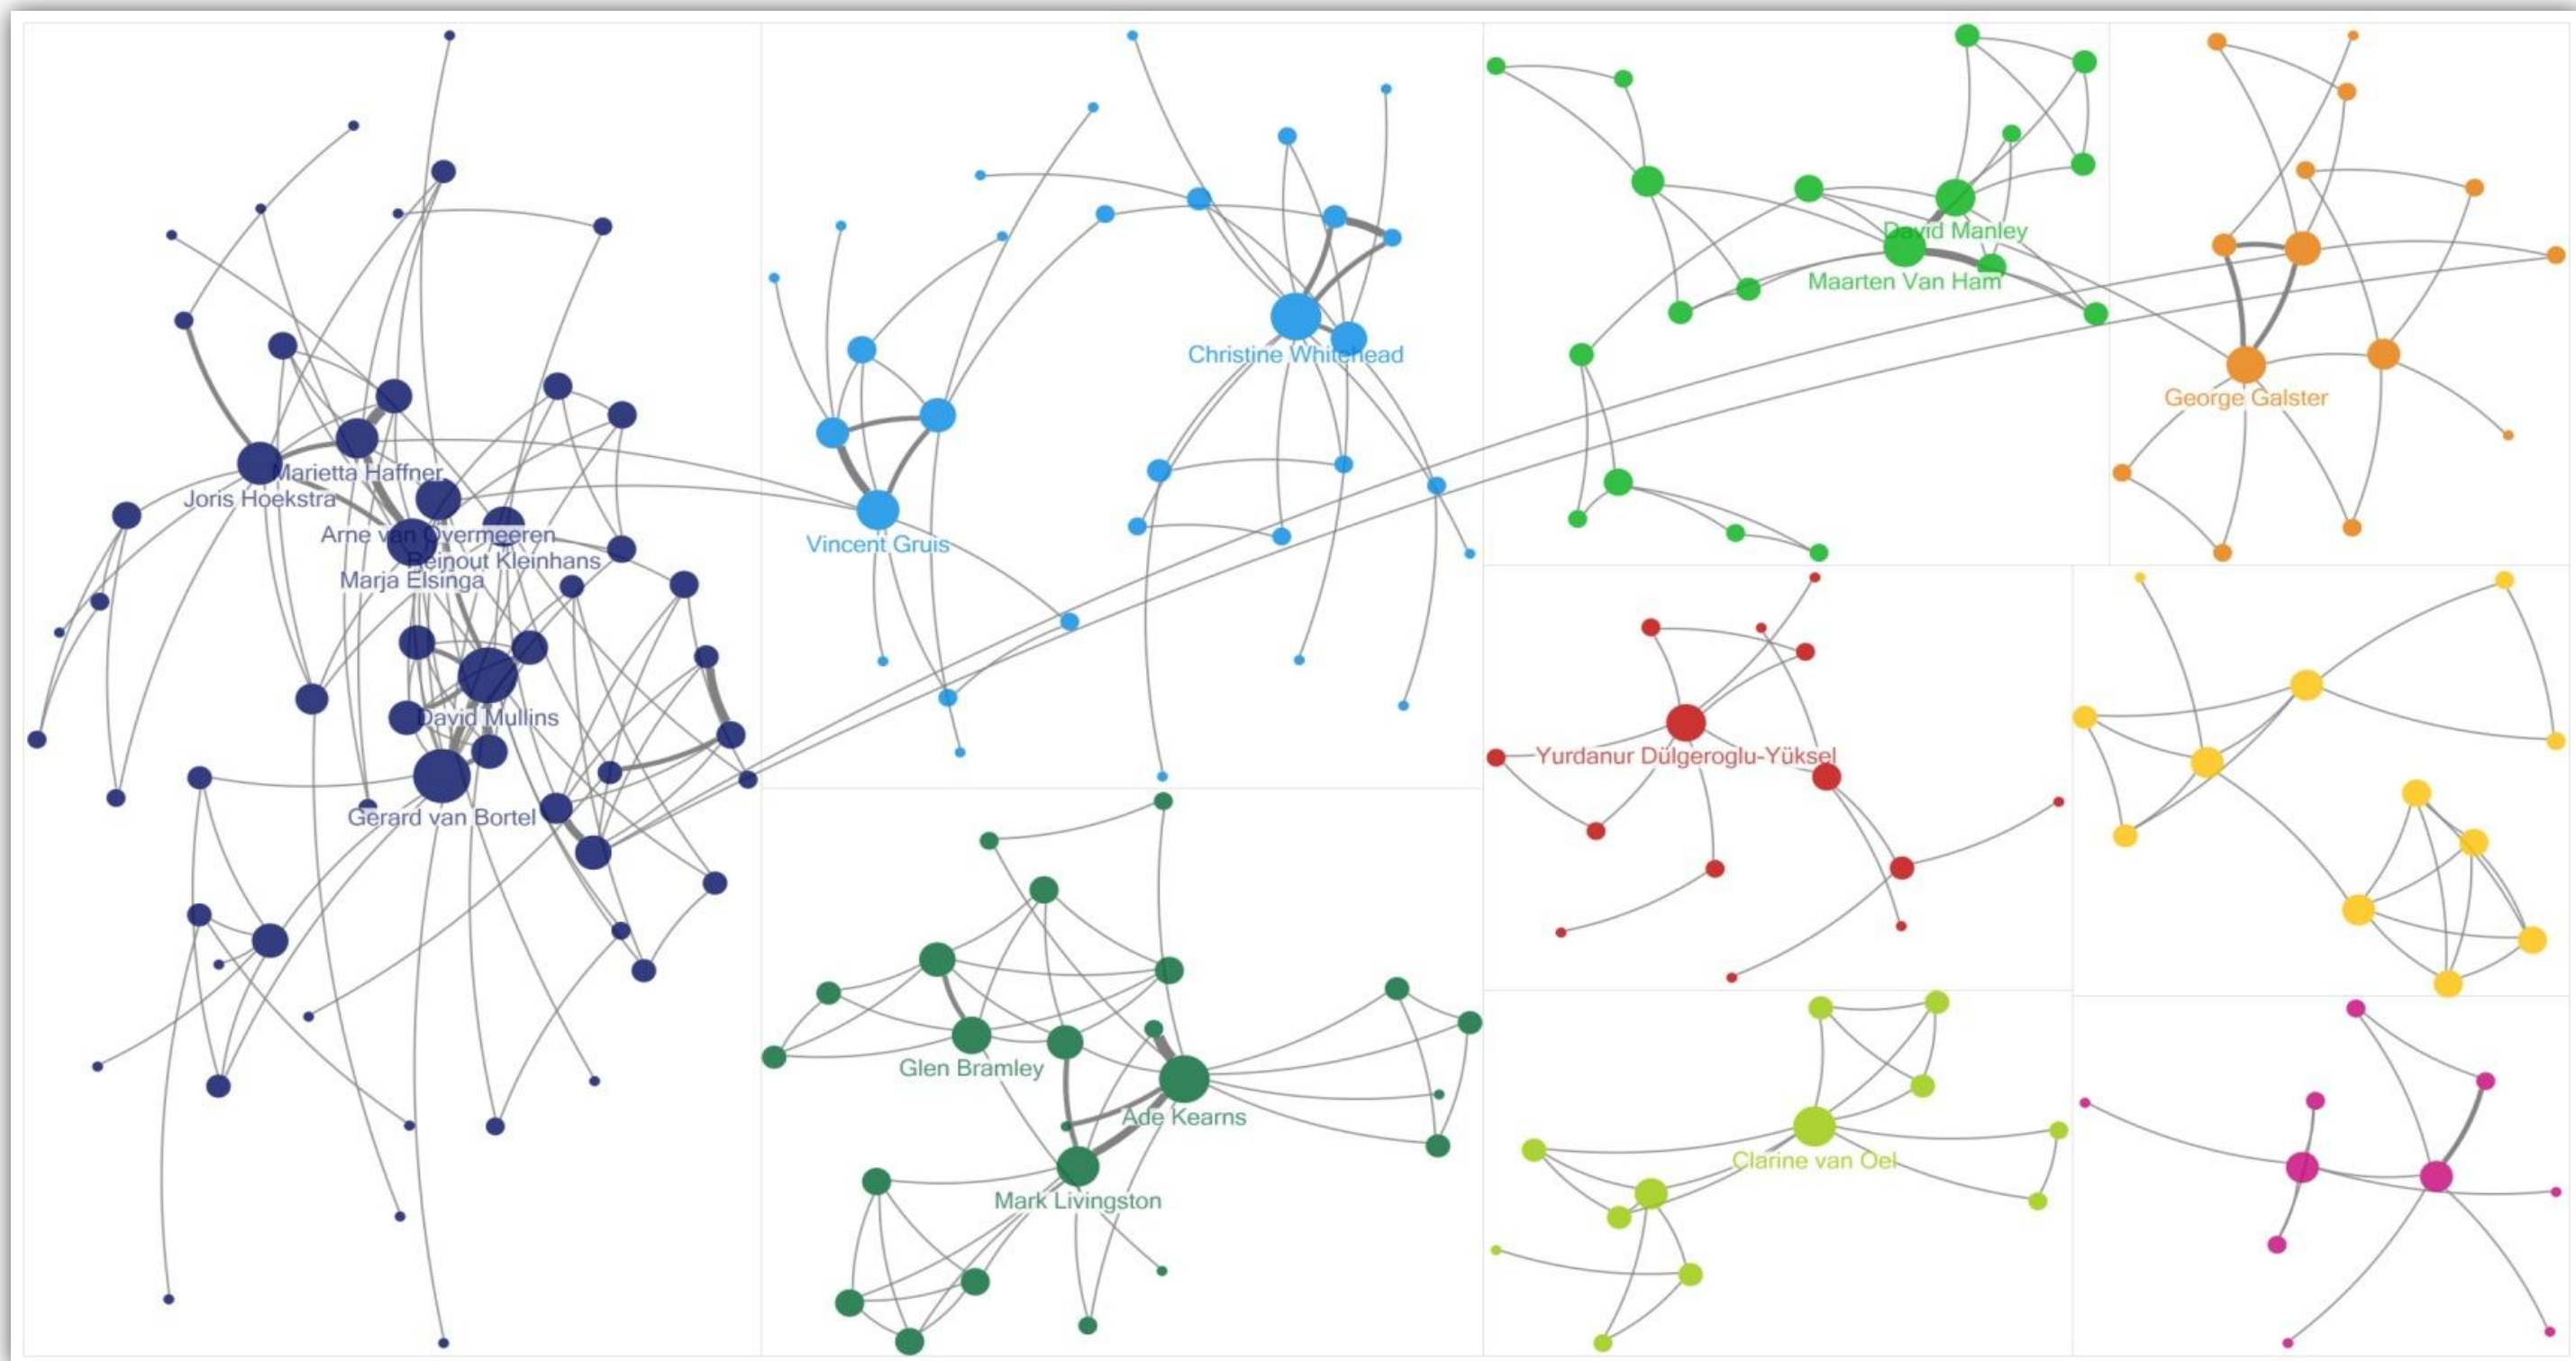 Marietta Haffner
Joris Hoekstra
Arne van Overmeeren
Reinout Kleinhans
Marja Elsinga
David Mullins
Gerard van Bortel
Christine Whitehead
Vincent Gruis
David Manley
Maarten Van Ham
George Galster
Yurdanur Dülgeroglu-Yüksel
Glen Bramley
Ade Kearns
Mark Livingston
Clarine van Oel